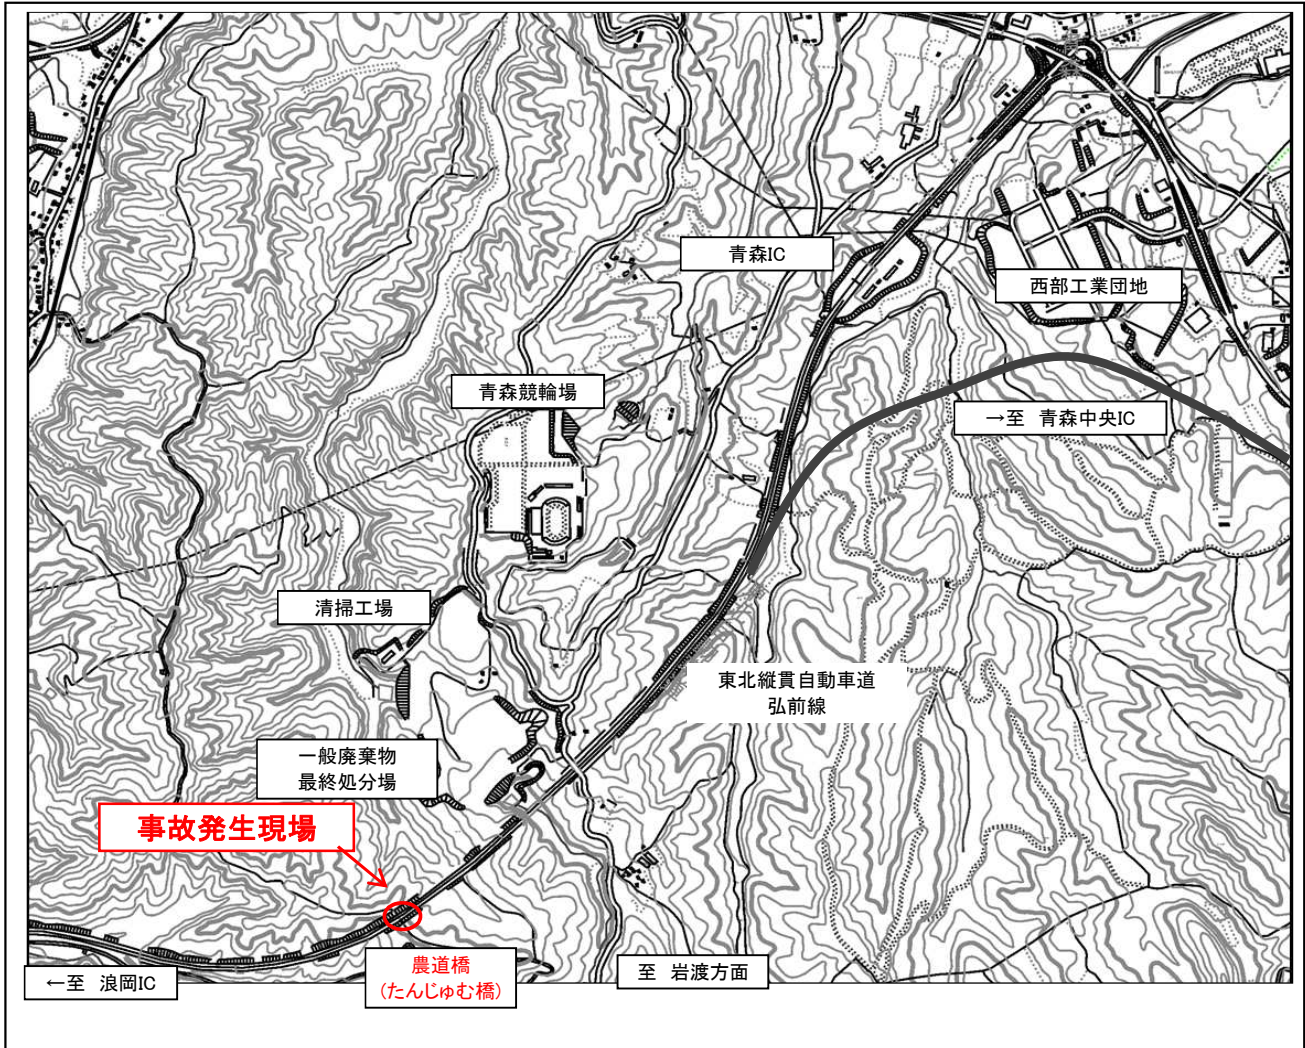 青森IC
西部工業団地
青森競輪場
→至 青森中央IC
清掃工場
東北縦貫自動車道
弘前線
一般廃棄物
最終処分場
事故発生現場
農道橋
(たんじゅむ橋)
至 岩渡方面
←至 浪岡IC